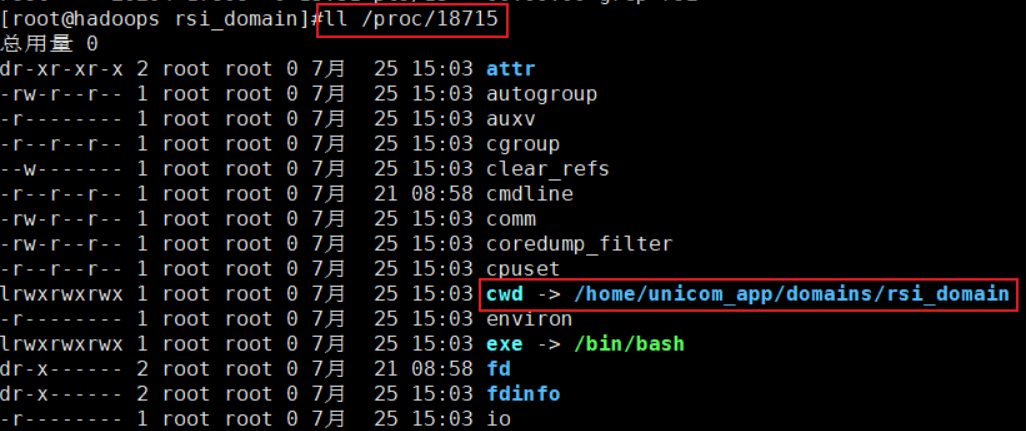 [root@hadoops rsi_domain]#ll /proc/18715
总用量 0
dr-xr-xr-x 2 root root 0 7月  25 15:03 attr
-rw-r--r-- 1 root root 0 7月  25 15:03 autogroup
-r-------- 1 root root 0 7月  25 15:03 auxv
-r--r--r-- 1 root root 0 7月  25 15:03 cgroup
--w------- 1 root root 0 7月  25 15:03 clear_refs
-r--r--r-- 1 root root 0 7月  21 08:58 cmdline
-rw-r--r-- 1 root root 0 7月  25 15:03 comm
-rw-r--r-- 1 root root 0 7月  25 15:03 coredump_filter
-r--r--r-- 1 root root 0 7月  25 15:03 cpuset
lrwxrwxrwx 1 root root 0 7月  25 15:03 cwd -> /home/unicom_app/domains/rsi_domain
-r-------- 1 root root 0 7月  25 15:03 environ
lrwxrwxrwx 1 root root 0 7月  25 15:03 exe -> /bin/bash
dr-x------ 2 root root 0 7月  21 08:58 fd
dr-x------ 2 root root 0 7月  25 15:03 fdinfo
-r-------- 1 root root 0 7月  25 15:03 io